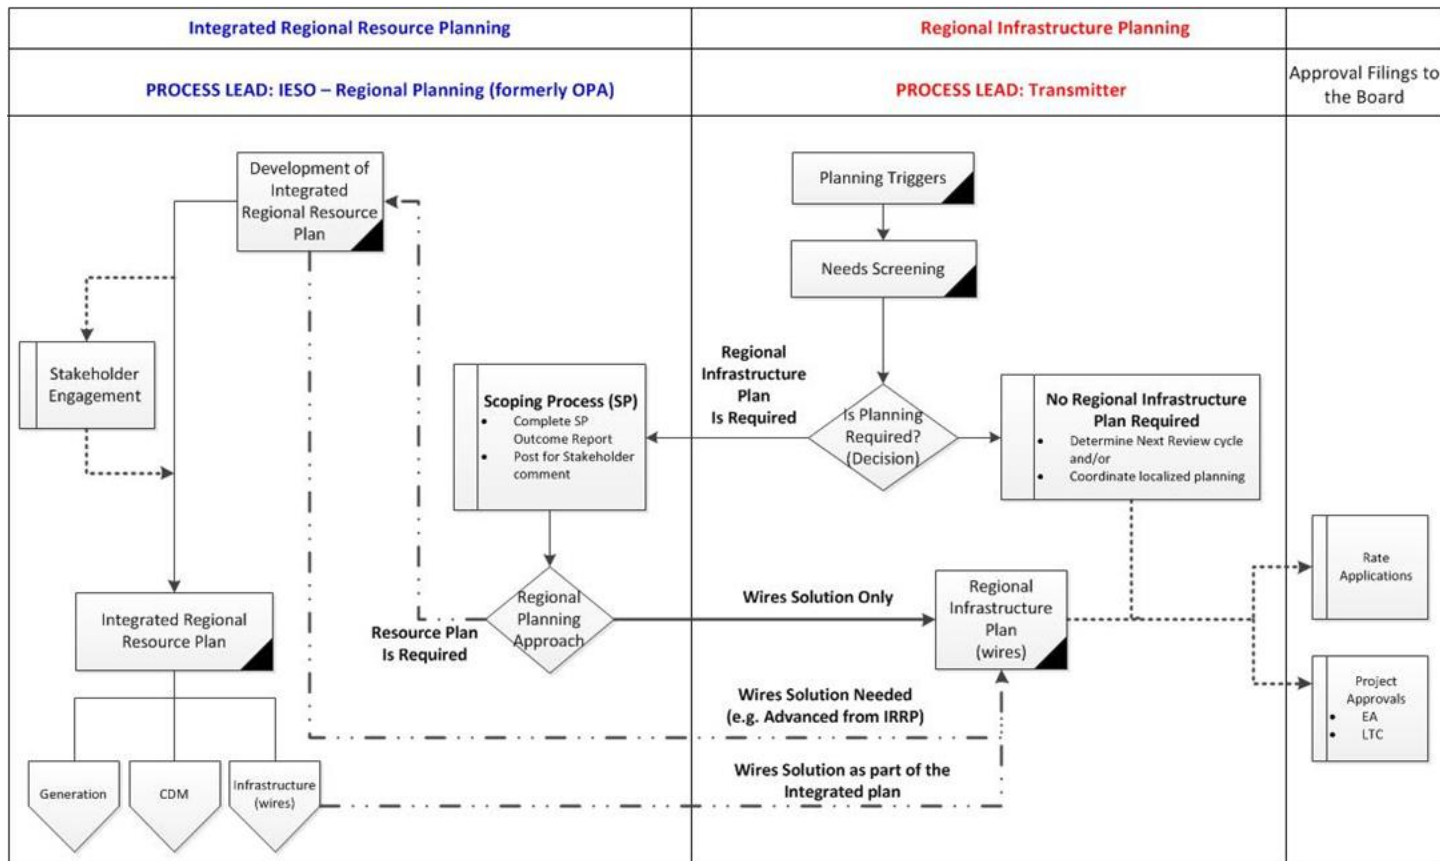 Integrated Regional Resource Planning
Regional Infrastructure Planning
PROCESS LEAD: IESO – Regional Planning (formerly OPA)
PROCESS LEAD: Transmitter
Approval Filings to
the Board
Development of
Integrated
Regional Resource
Plan
Planning Triggers
Needs Screening
Stakeholder
Engagement
Scoping Process (SP)
• Complete SP
Outcome Report
• Post for Stakeholder
comment
Regional
Infrastructure
Plan
Is Required
Is Planning
Required?
(Decision)
No Regional Infrastructure
Plan Required
• Determine Next Review cycle
and/or
• Coordinate localized planning
Integrated Regional
Resource Plan
Resource Plan
Is Required
Regional
Planning
Approach
Wires Solution Only
Regional
Infrastructure
Plan
(wires)
Rate
Applications
Wires Solution Needed
(e.g. Advanced from IRRP)
Project
Approvals
• EA
• LTC
Generation
CDM
Infrastructure
(wires)
Wires Solution as part of the
Integrated plan